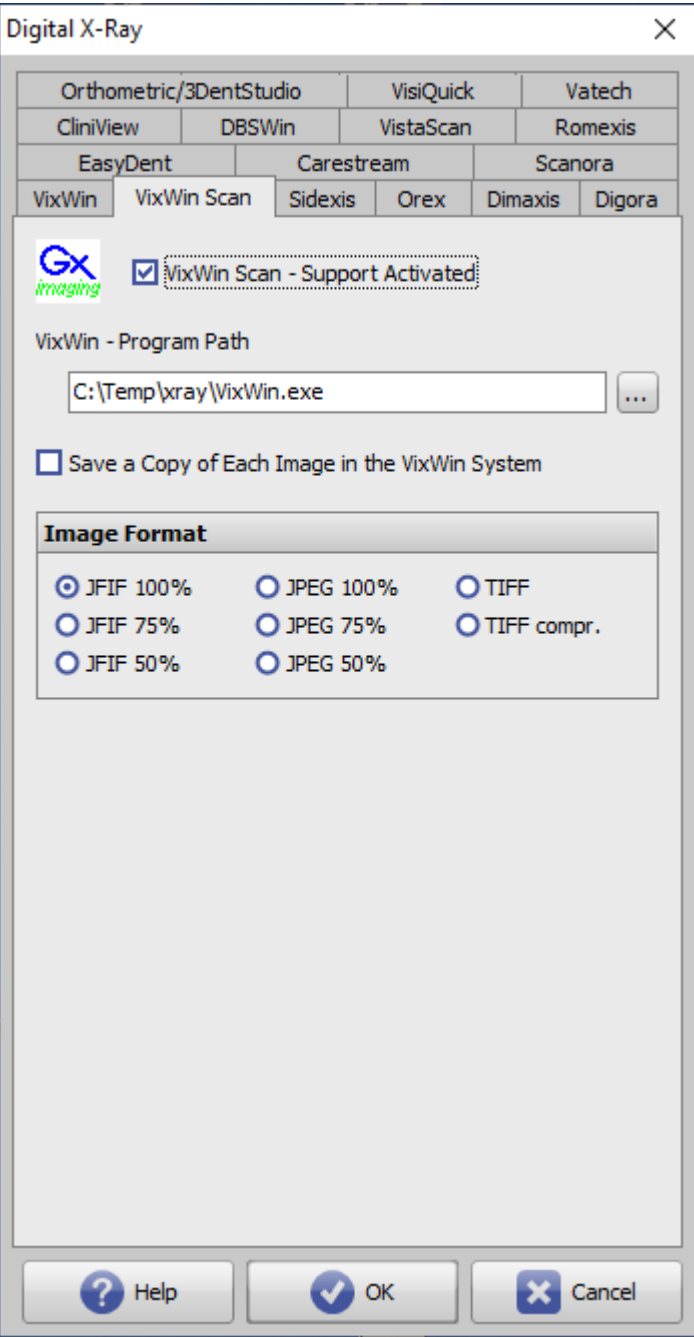 Digital X-Ray
Orthometric/3DentStudio VisiQuick Vatech
CliniView DBSWin VistaScan Romexis
EasyDent Carestream Scanora
VixWin VixWin Scan Sidexis Orex Dimaxis Digora
Gx
imaging
VixWin Scan - Support Activated
VixWin - Program Path
C:\Temp\xray\VixWin.exe
...
Save a Copy of Each Image in the VixWin System
Image Format
JFIF 100% JPEG 100% TIFF
JFIF 75% JPEG 75% TIFF compr.
JFIF 50% JPEG 50%
Help OK Cancel